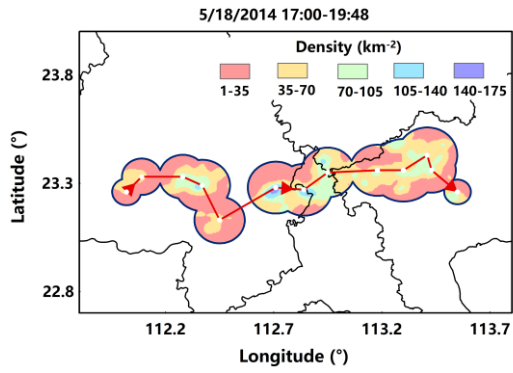 5/18/2014 17:00-19:48
Density (km-2)
1-35 35-70 70-105 105-140 140-175
23.8
23.3
22.8
Latitude (°)
112.2 112.7 113.2 113.7
Longitude (°)